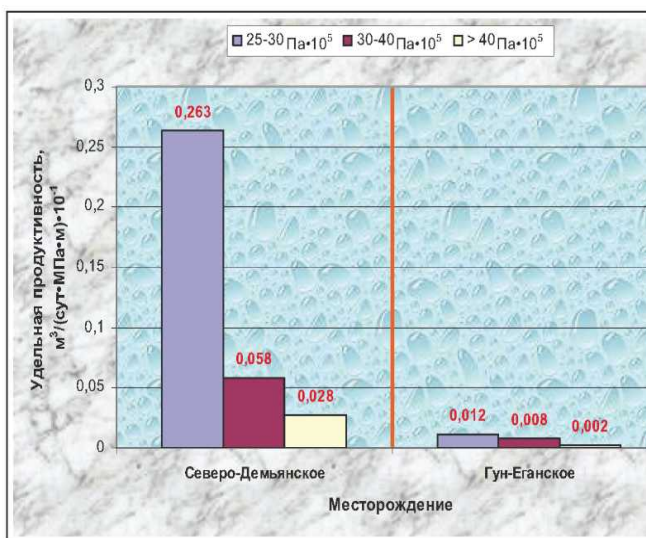 25-30 Па•10⁵ 30-40 Па•10⁵ > 40 Па•10⁵
Удельная продуктивность,
м³/(сут•МПа•м)•10⁻¹
0,3
0,25
0,2
0,15
0,1
0,05
0
0,263
0,058
0,028
0,012
0,008
0,002
Северо-Демьянское Гун-Еганское
Месторождение